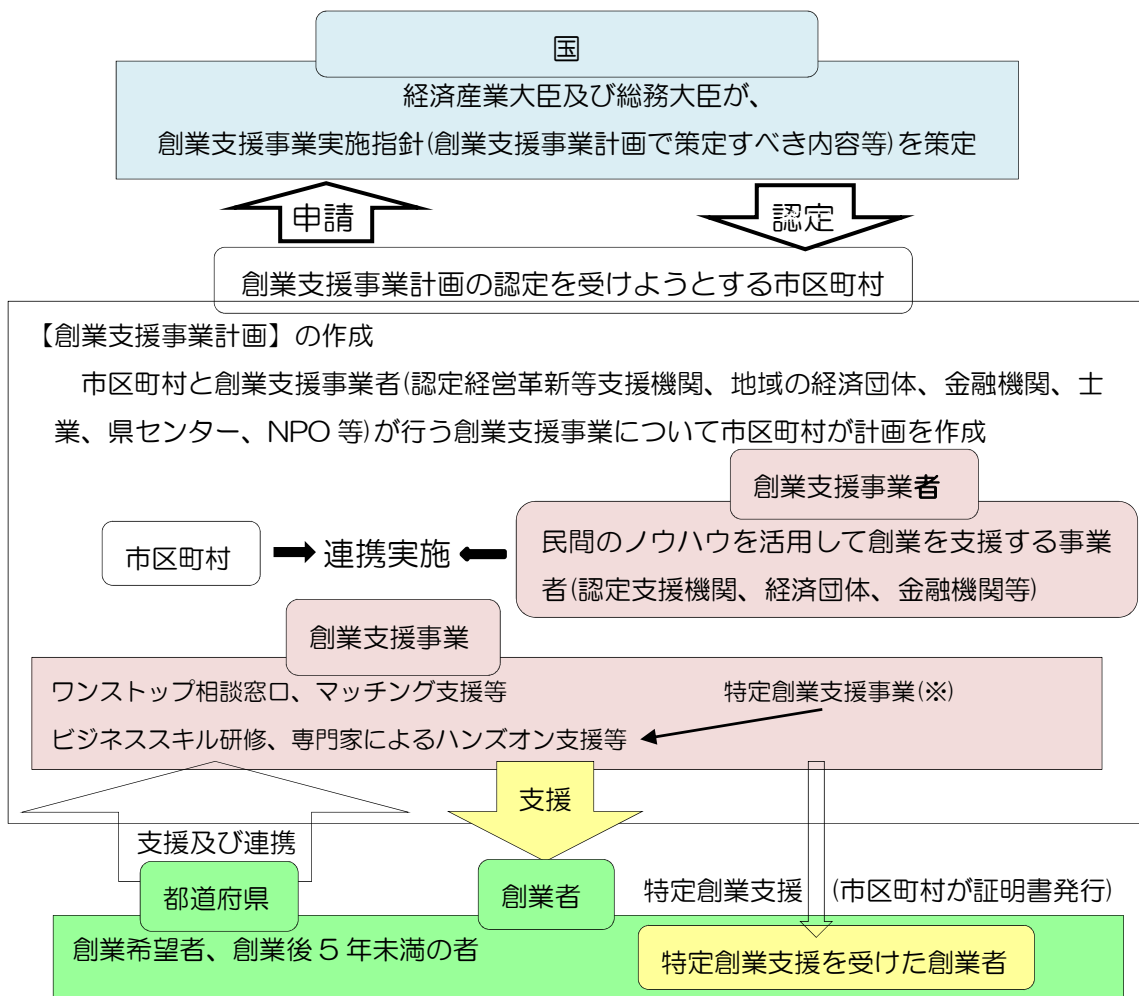 国
経済産業大臣及び総務大臣が、
創業支援事業実施指針(創業支援事業計画で策定すべき内容等)を策定
申請
認定
創業支援事業計画の認定を受けようとする市区町村
【創業支援事業計画】の作成
市区町村と創業支援事業者(認定経営革新等支援機関、地域の経済団体、金融機関、士
業、県センター、NPO 等)が行う創業支援事業について市区町村が計画を作成
創業支援事業者
市区町村
連携実施
民間のノウハウを活用して創業を支援する事業
者(認定支援機関、経済団体、金融機関等)
創業支援事業
ワンストップ相談窓口、マッチング支援等
特定創業支援事業(※)
ビジネススキル研修、専門家によるハンズオン支援等
支援
支援及び連携
都道府県
創業者
特定創業支援 (市区町村が証明書発行)
創業希望者、創業後5年未満の者
特定創業支援を受けた創業者